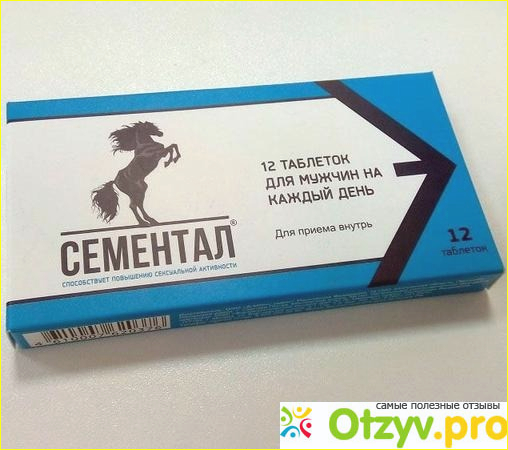 12 ТАБЛЕТОК
ДЛЯ МУЖЧИН НА
КАЖДЫЙ ДЕНЬ
Для приема внутрь
СЕМЕНТАЛ®
СПОСОБСТВУЕТ ПОВЫШЕНИЮ СЕКСУАЛЬНОЙ АКТИВНОСТИ
12
таблеток
самые полезные отзывы
Otzyv.pro